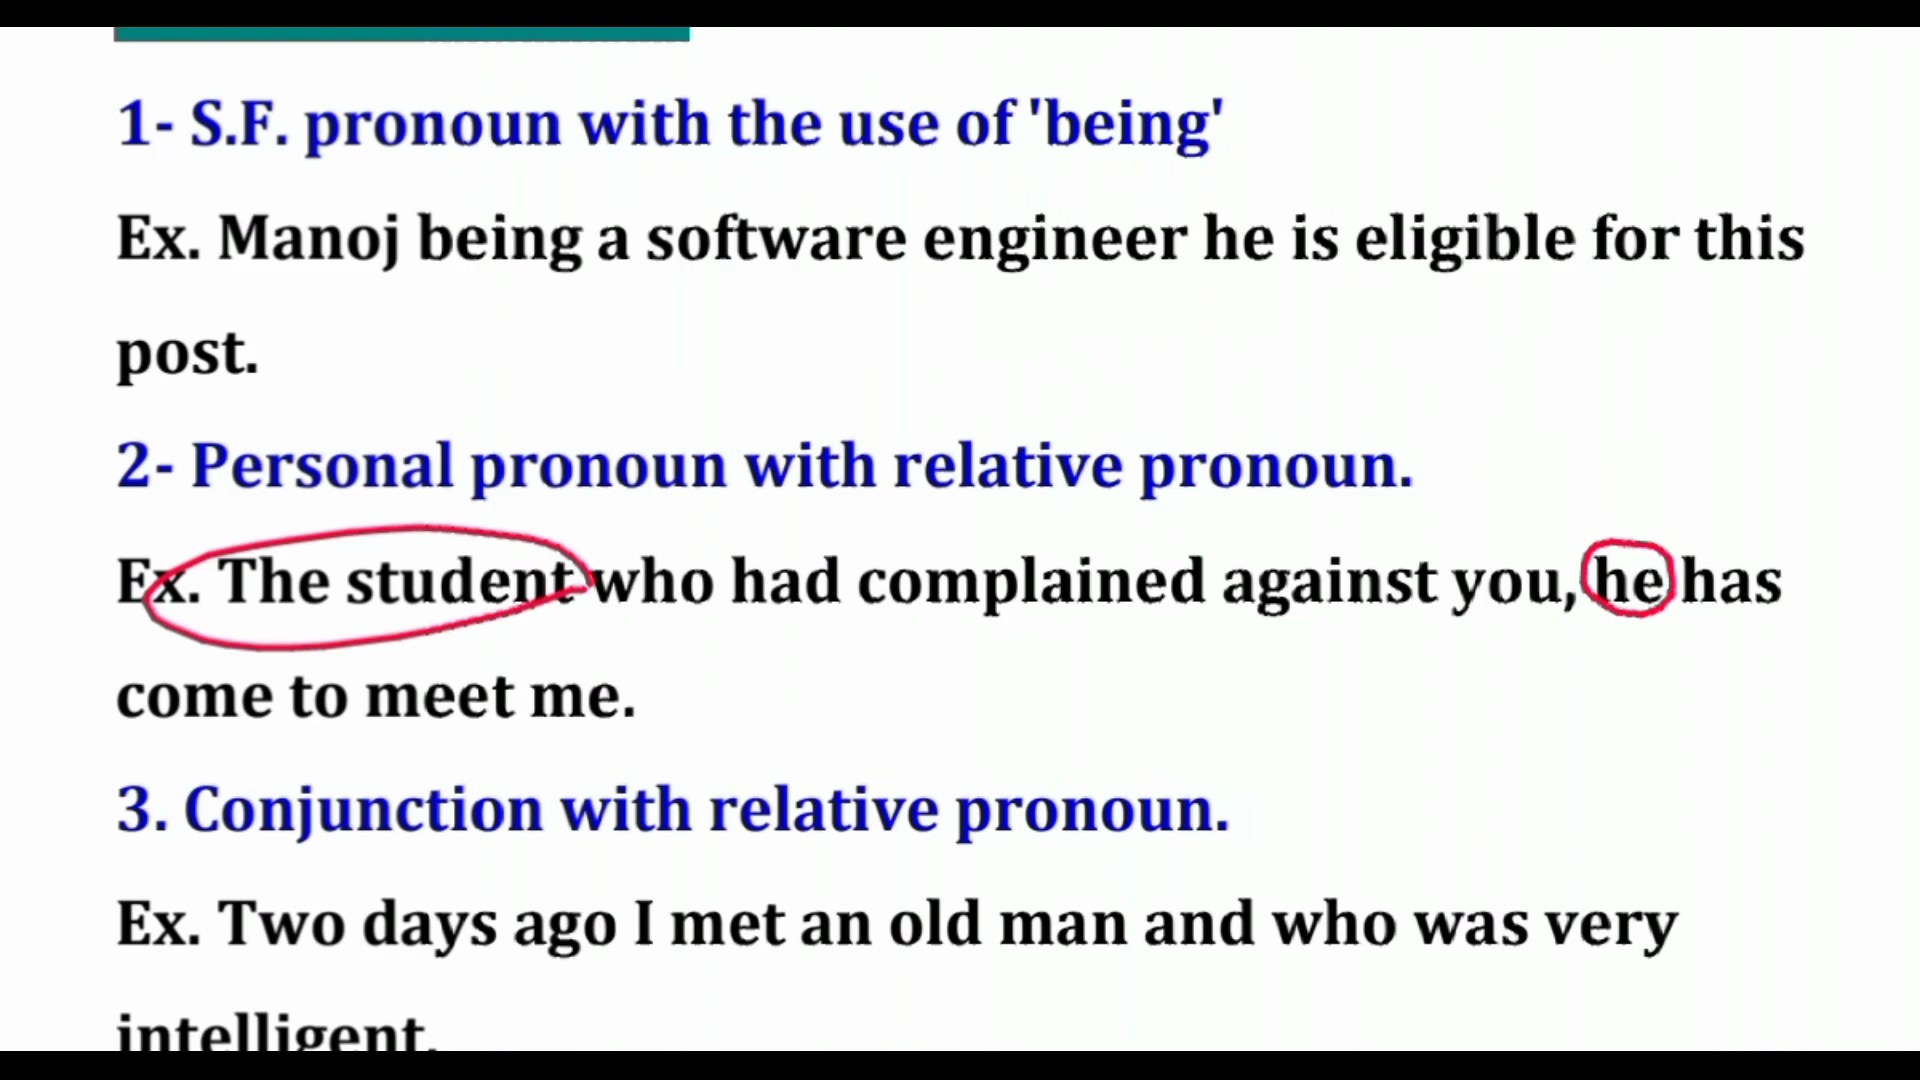 1- S.F. pronoun with the use of 'being'
Ex. Manoj being a software engineer he is eligible for this
post.
2- Personal pronoun with relative pronoun.
Ex. The student who had complained against you, he has
come to meet me.
3. Conjunction with relative pronoun.
Ex. Two days ago I met an old man and who was very
intelligent.